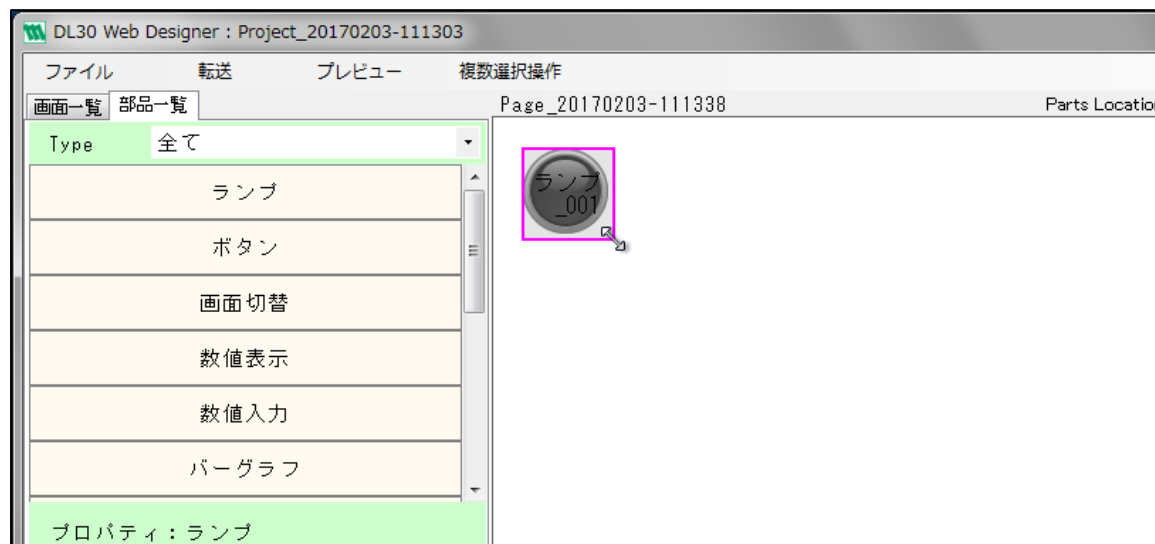 DL30 Web Designer : Project_20170203-111303
ファイル 転送 プレビュー 複数選択操作
画面一覧 部品一覧 Page_20170203-111338 Parts Location
Type 全て
ランプ
ボタン
画面切替
数値表示
数値入力
バーグラフ
プロパティ：ランプ
ランプ
_001